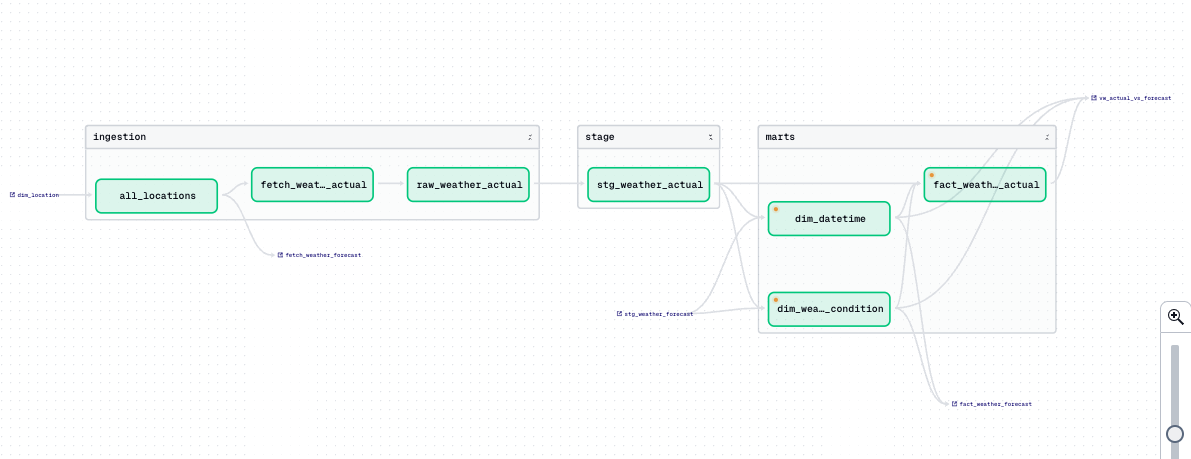 vw_actual_vs_forecast
ingestion
stage
marts
fetch_weat…_actual
raw_weather_actual
stg_weather_actual
fact_weath…_actual
dim_location
all_locations
dim_datetime
fetch_weather_forecast
dim_wea…_condition
stg_weather_forecast
fact_weather_forecast